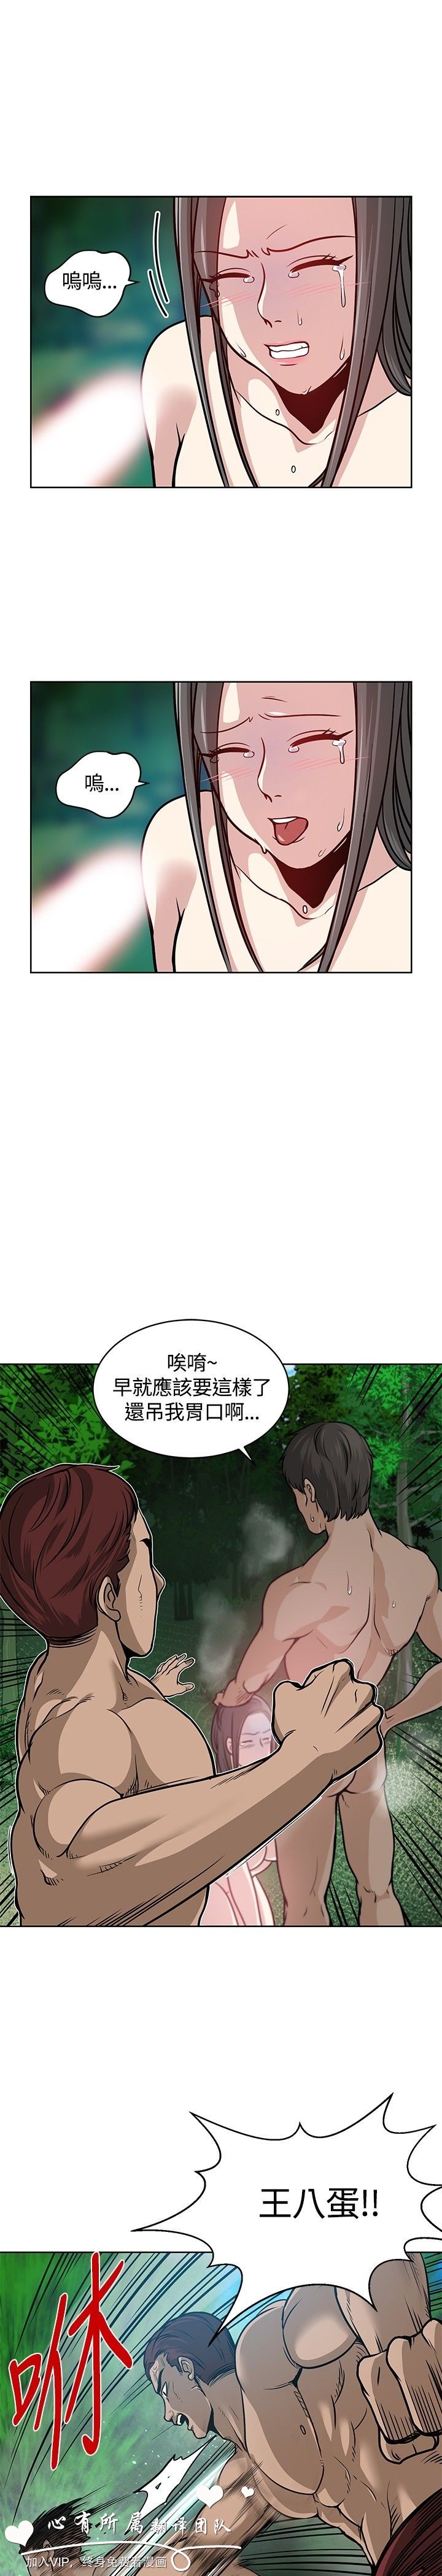 嗚嗚...
嗚...
唉唷~
早就應該要這樣了
還吊我胃口啊...
王八蛋!!
咻
心有所属翻译团队
加入VIP，终身免费看漫画